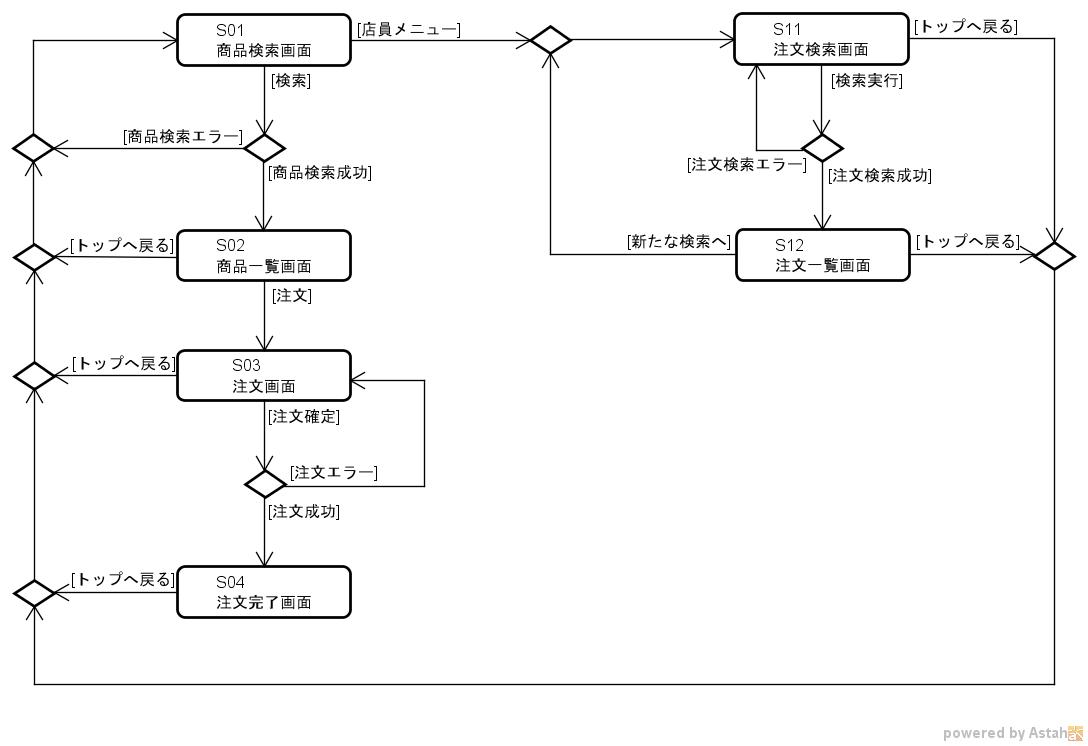 S01
商品検索画面
[店員メニュー]
S11
注文検索画面
[トップへ戻る]
[検索]
[検索実行]
[商品検索エラー]
[商品検索成功]
[注文検索エラー]
[注文検索成功]
[トップへ戻る]
S02
商品一覧画面
[新たな検索へ]
S12
注文一覧画面
[トップへ戻る]
[注文]
[トップへ戻る]
S03
注文画面
[注文確定]
[注文エラー]
[注文成功]
[トップへ戻る]
S04
注文完了画面
powered by Astah